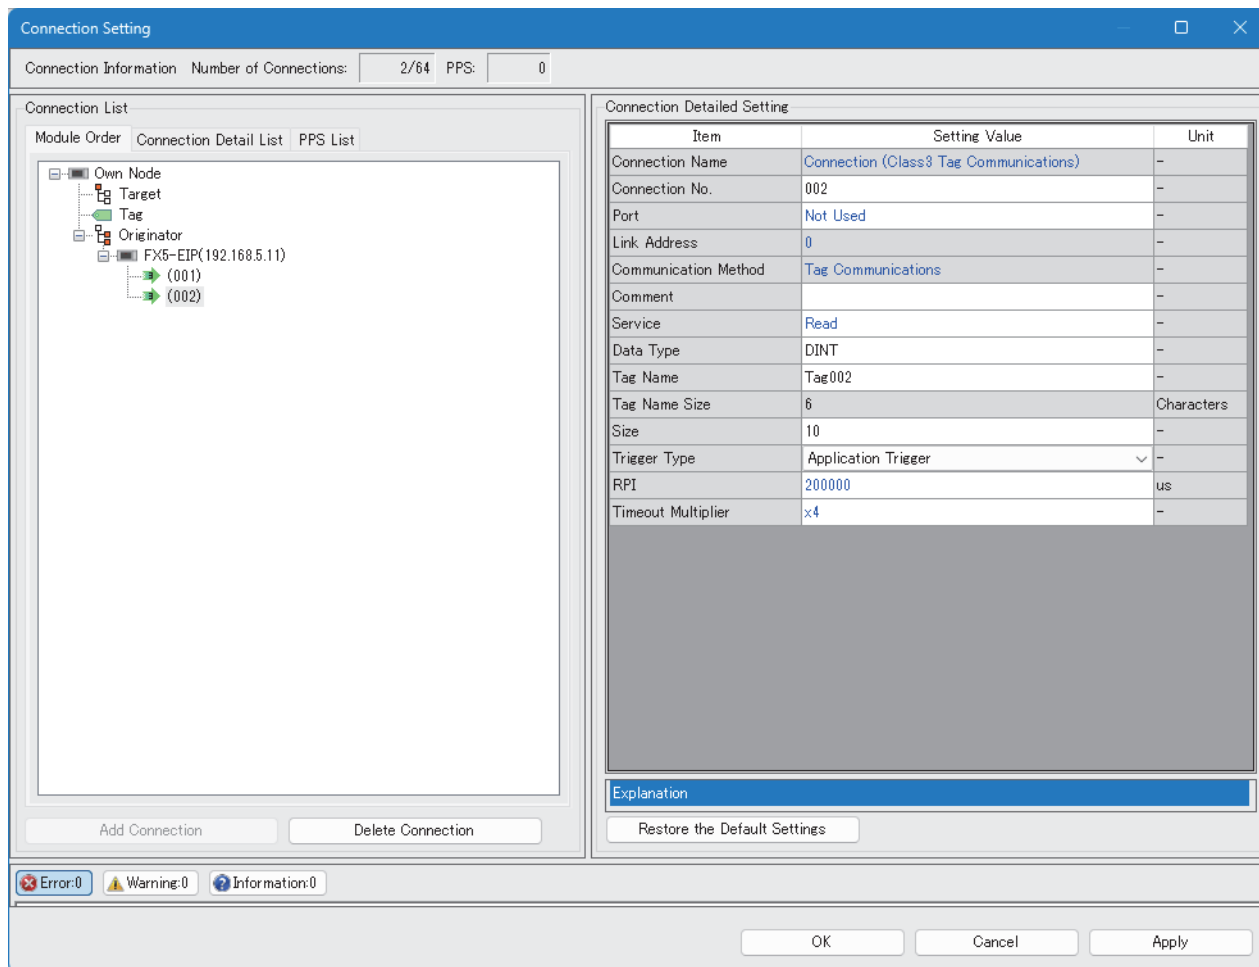 Connection Setting
Connection Information Number of Connections: 2/64 PPS: 0
Connection List
Module Order Connection Detail List PPS List
Own Node
Target
Tag
Originator
FX5-EIP(192.168.5.11)
(001)
(002)
Add Connection Delete Connection
Connection Detailed Setting
Item Setting Value Unit
Connection Name Connection (Class3 Tag Communications) -
Connection No. 002 -
Port Not Used -
Link Address 0 -
Communication Method Tag Communications -
Comment -
Service Read -
Data Type DINT -
Tag Name Tag002 -
Tag Name Size 6 Characters
Size 10 -
Trigger Type Application Trigger -
RPI 200000 us
Timeout Multiplier x4 -
Explanation
Restore the Default Settings
Error:0 Warning:0 Information:0
OK Cancel Apply